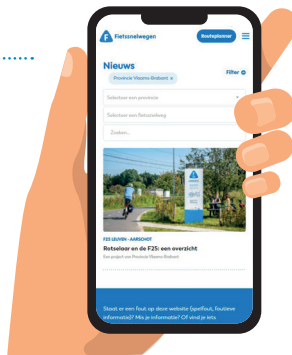 Fietssnelwegen
Routeplanner
Nieuws
Filter
Provincie Vlaams-Brabant x
Selecteer een provincie
Selecteer een fietssnelweg
Zoeken...
F25 LEUVEN - AARSCHOT
Rotselaar en de F25: een overzicht
Een project van Provincie Vlaams-Brabant
Staat er een fout op deze website (spelfout, foutieve
informatie)? Mis je informatie? Of vind je iets